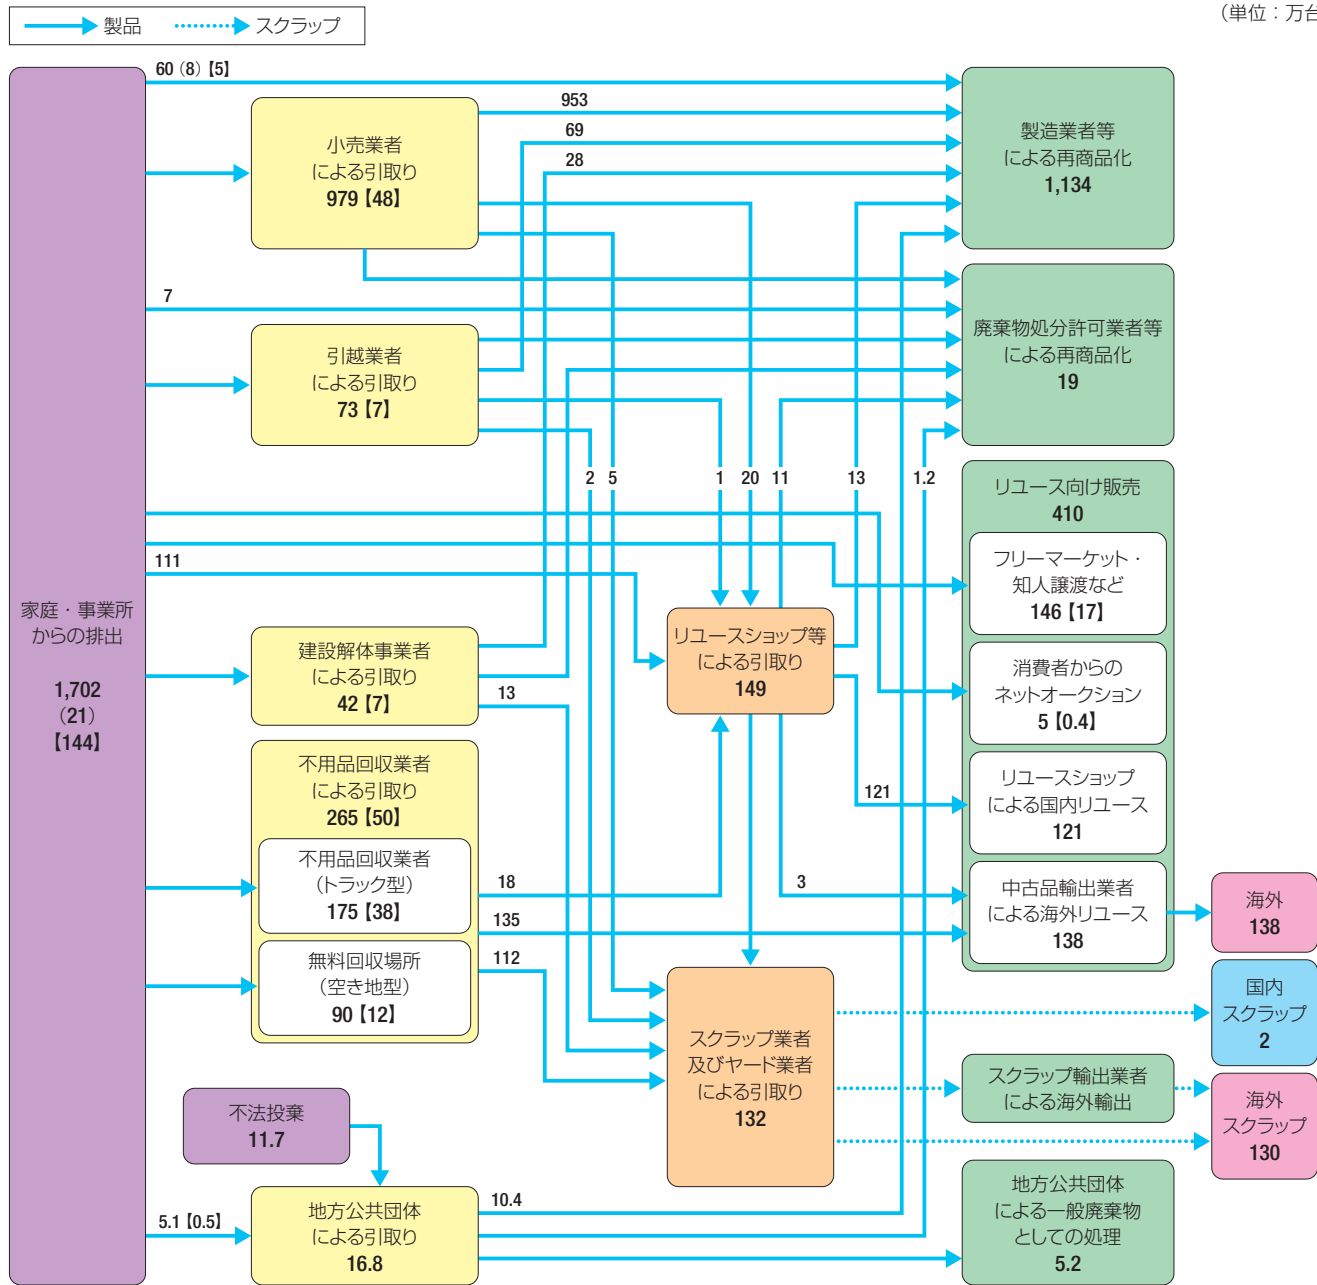 製品
スクラップ
(単位：万台
家庭・事業所
からの排出
1,702
(21)
【144】
60 (8)【5】
953
69
28
小売業者
による引取り
979【48】
製造業者等
による再商品化
1,134
7
引越業者
による引取り
73【7】
廃棄物処分許可業者等
による再商品化
19
2
5
1
20
11
13
1.2
リユース向け販売
410
フリーマーケット・
知人譲渡など
146【17】
消費者からの
ネットオークション
5【0.4】
リユースショップ
による国内リユース
121
中古品輸出業者
による海外リユース
138
111
建設解体事業者
による引取り
42【7】
13
リユースショップ等
による引取り
149
121
3
不用品回収業者
による引取り
265【50】
不用品回収業者
(トラック型)
175【38】
無料回収場所
(空き地型)
90【12】
18
135
112
海外
138
国内
スクラップ
2
スクラップ業者
及びヤード業者
による引取り
132
スクラップ輸出業者
による海外輸出
海外
スクラップ
130
不法投棄
11.7
5.1【0.5】
地方公共団体
による引取り
16.8
10.4
地方公共団体
による一般廃棄物
としての処理
5.2